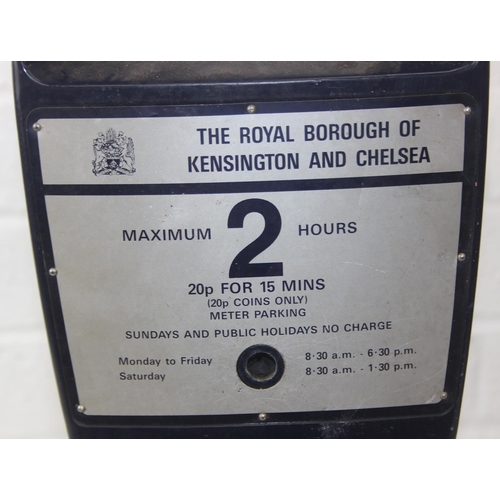 THE ROYAL BOROUGH OF
KENSINGTON AND CHELSEA
MAXIMUM 2 HOURS
20p FOR 15 MINS
(20p COINS ONLY)
METER PARKING
SUNDAYS AND PUBLIC HOLIDAYS NO CHARGE
Monday to Friday 8·30 a.m. - 6·30 p.m.
Saturday 8·30 a.m. - 1·30 p.m.